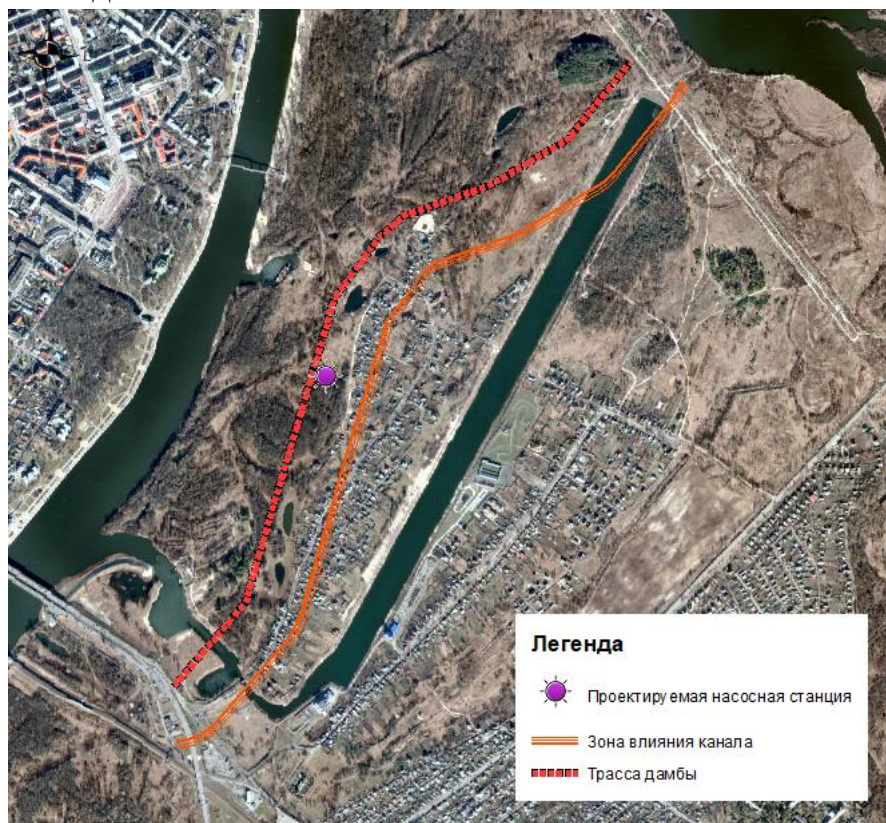 Легенда
Проектируемая насосная станция
Зона влияния канала
Трасса дамбы